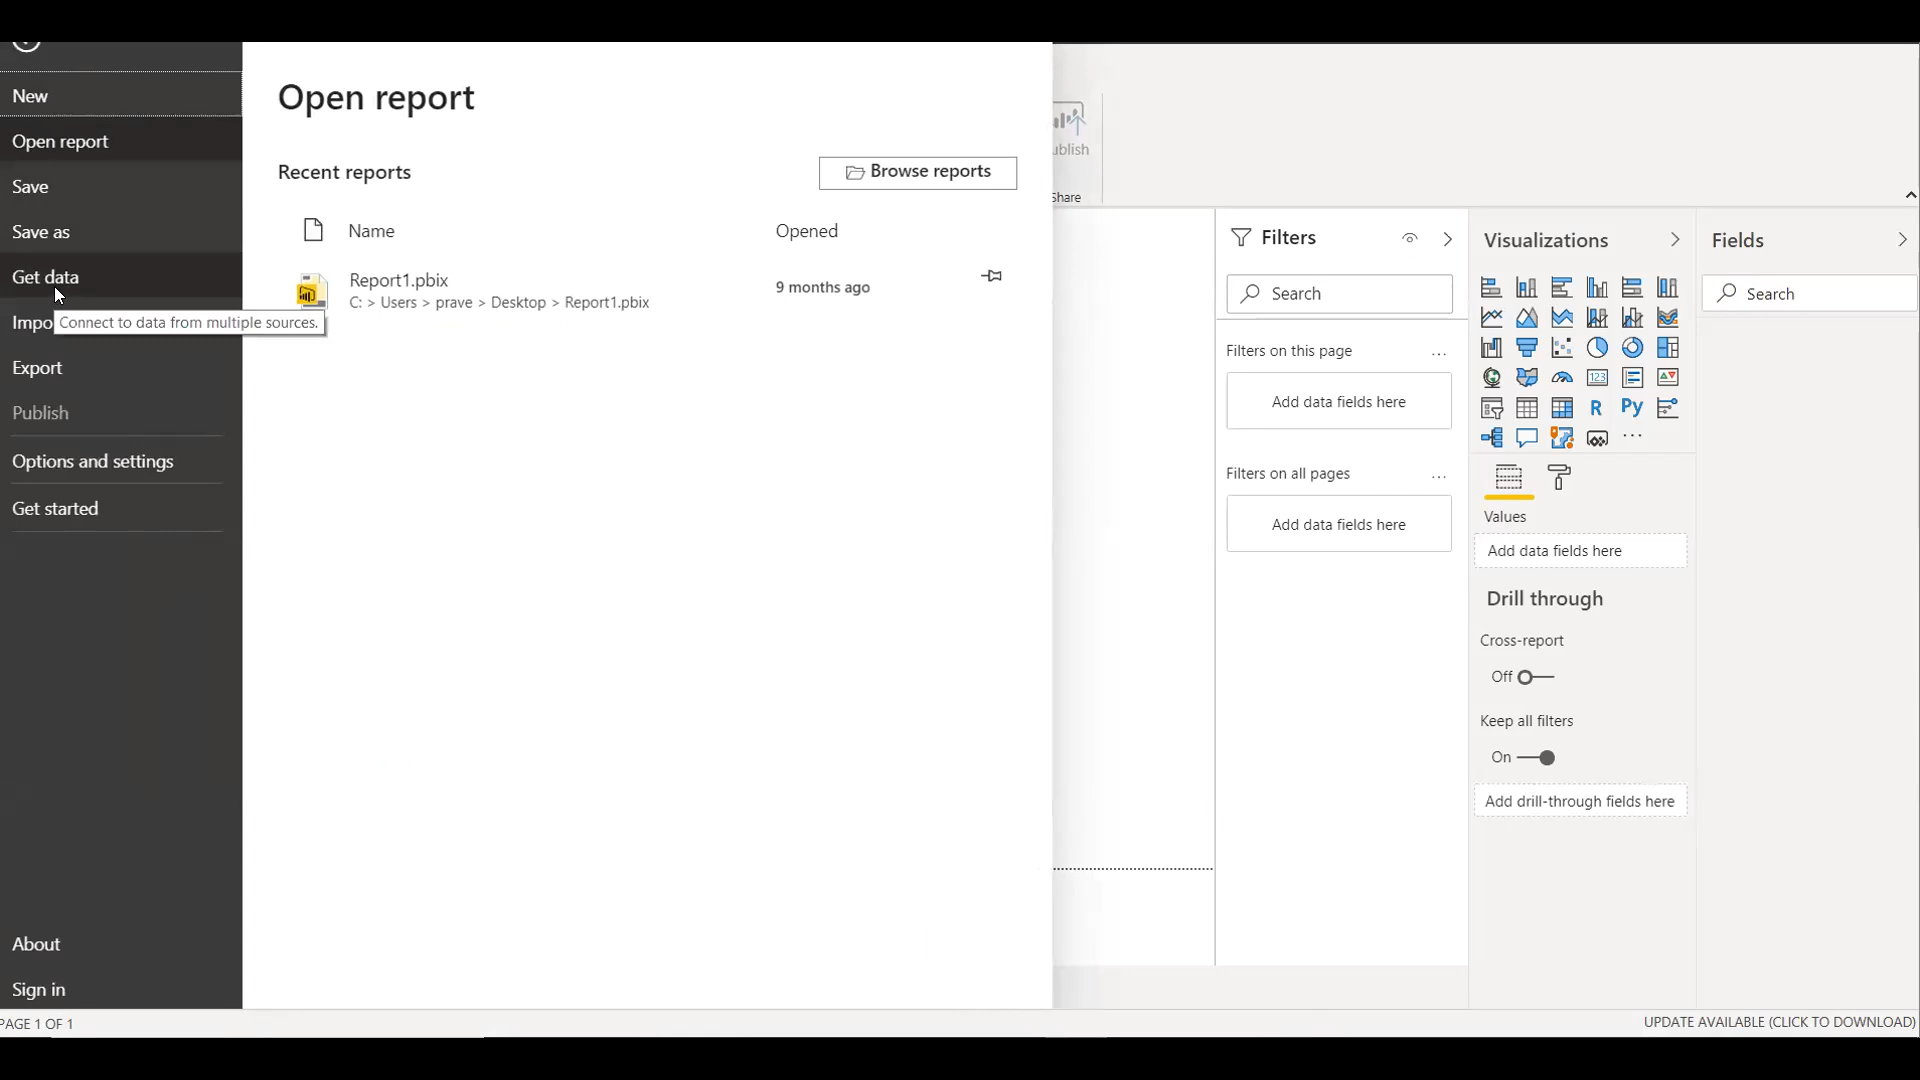 New
Open report
Save
Save as
Get data
Connect to data from multiple sources.
Export
Publish
Options and settings
Get started
About
Sign in
Open report
Recent reports
Browse reports
Name
Opened
Report1.pbix
9 months ago
C: > Users > prave > Desktop > Report1.pbix
Share
Filters
Search
Filters on this page
...
Add data fields here
Filters on all pages
...
Add data fields here
Visualizations
123
R
Py
...
Values
Add data fields here
Drill through
Cross-report
Off
Keep all filters
On
Add drill-through fields here
Fields
Search
PAGE 1 OF 1
UPDATE AVAILABLE (CLICK TO DOWNLOAD)